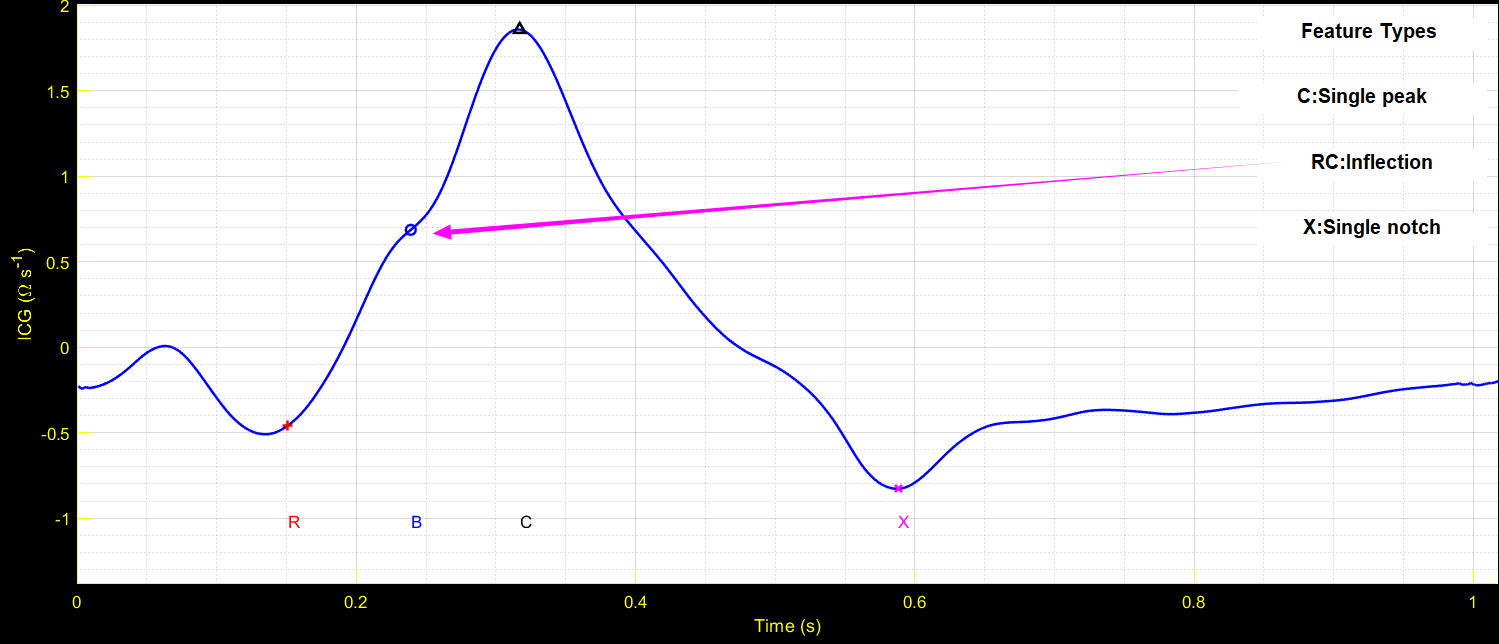 2
Feature Types
1.5
C:Single peak
1
RC:Inflection
X:Single notch
0.5
ICG (Ω s⁻¹)
0
-0.5
-1
R
B
C
X
0
0.2
0.4
0.6
0.8
1
Time (s)